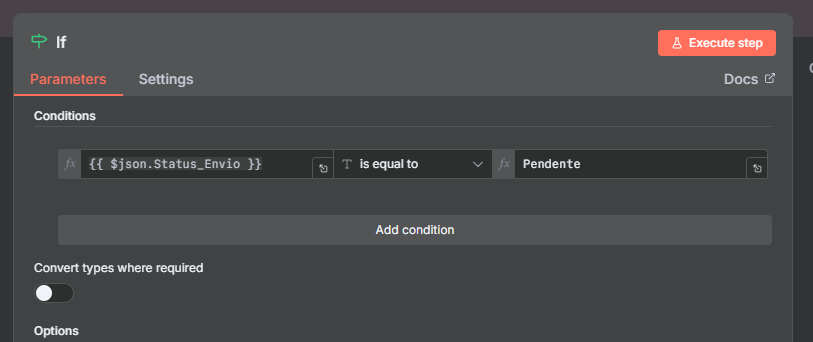 If
Execute step
Parameters
Settings
Docs
Conditions
fx {{ $json.Status_Envio }} T is equal to fx Pendente
Add condition
Convert types where required
Options